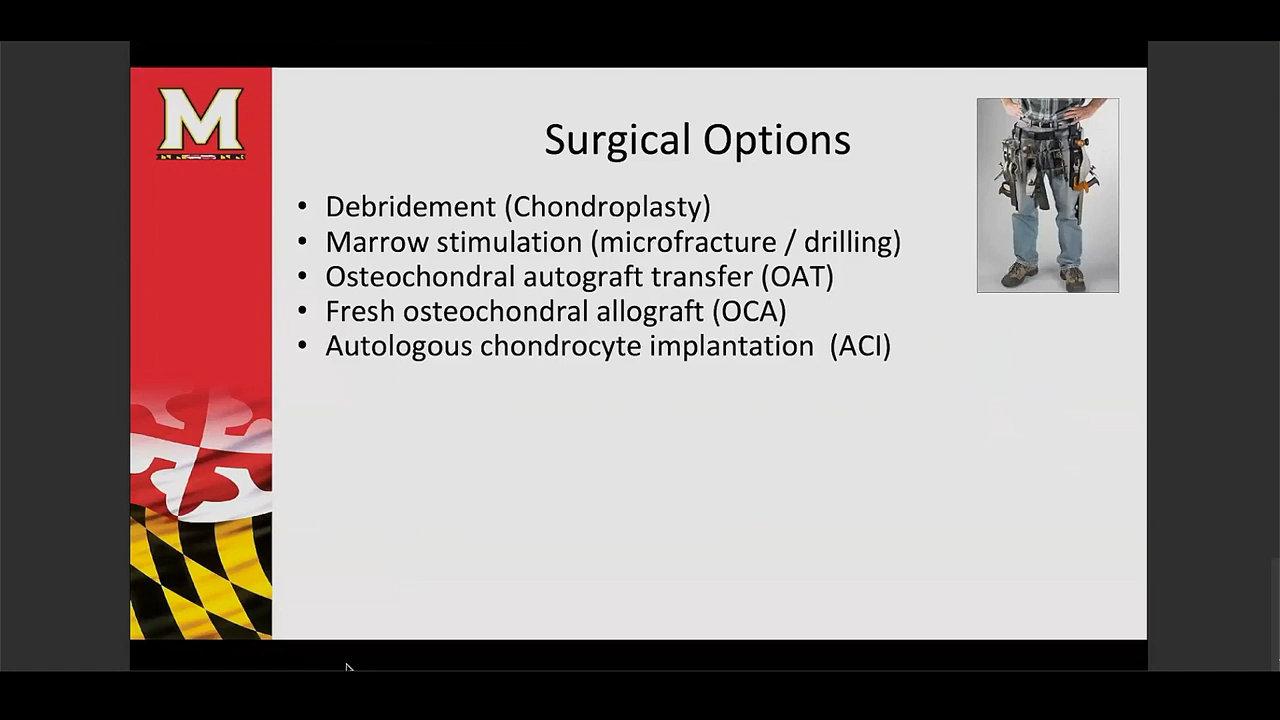 M
Surgical Options
• Debridement (Chondroplasty)
• Marrow stimulation (microfracture / drilling)
• Osteochondral autograft transfer (OAT)
• Fresh osteochondral allograft (OCA)
• Autologous chondrocyte implantation  (ACI)